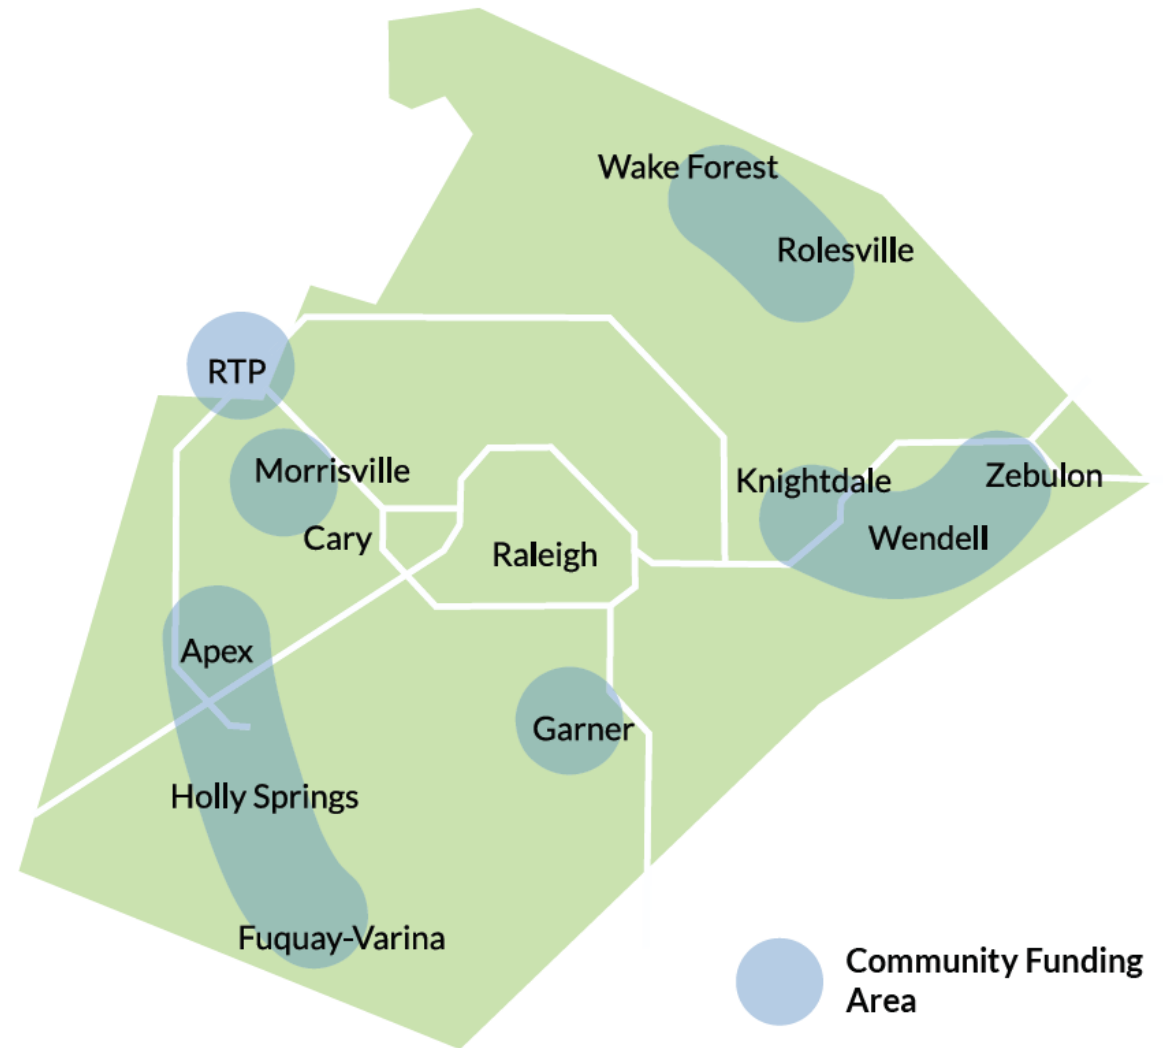 Wake Forest
Rolesville
RTP
Morrisville
Knightdale
Zebulon
Cary
Raleigh
Wendell
Apex
Garner
Holly Springs
Fuquay-Varina
Community Funding
Area